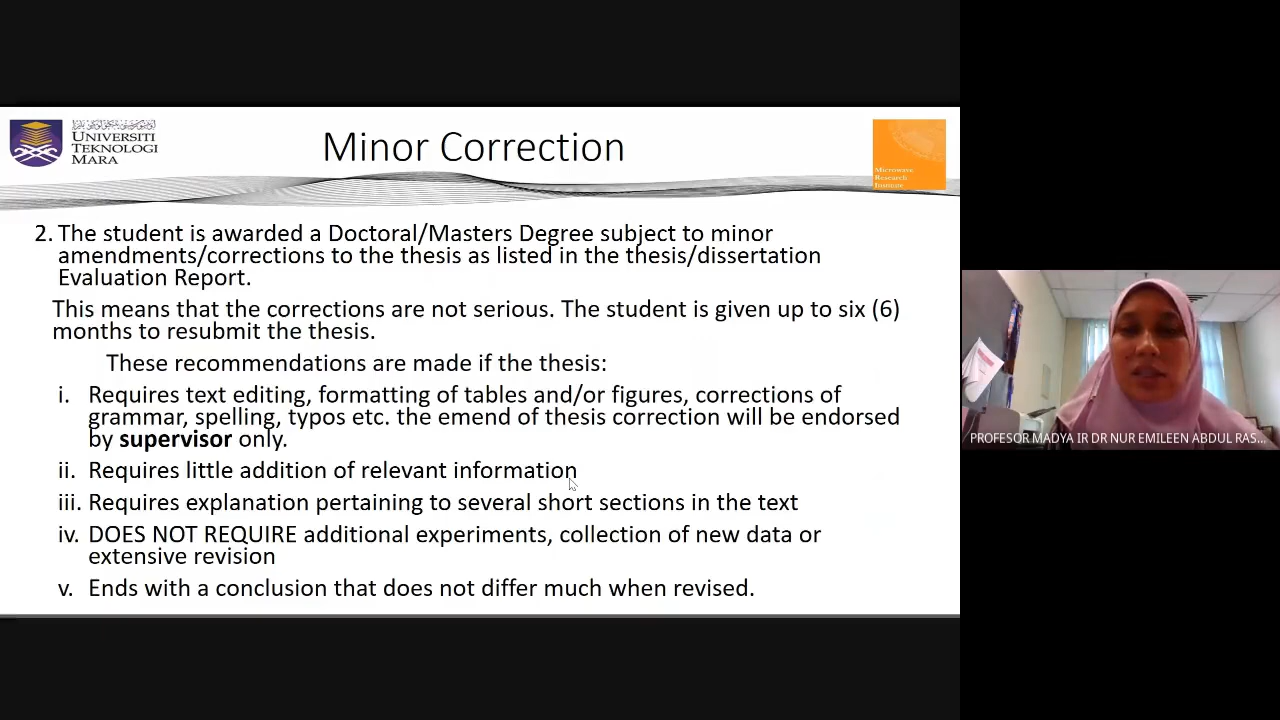 UNIVERSITI
TEKNOLOGI
MARA
Minor Correction
Microwave
Research
Institute
2. The student is awarded a Doctoral/Masters Degree subject to minor
amendments/corrections to the thesis as listed in the thesis/dissertation
Evaluation Report.
This means that the corrections are not serious. The student is given up to six (6)
months to resubmit the thesis.
These recommendations are made if the thesis:
i. Requires text editing, formatting of tables and/or figures, corrections of
grammar, spelling, typos etc. the emend of thesis correction will be endorsed
by supervisor only.
ii. Requires little addition of relevant information
iii. Requires explanation pertaining to several short sections in the text
iv. DOES NOT REQUIRE additional experiments, collection of new data or
extensive revision
v. Ends with a conclusion that does not differ much when revised.
PROFESOR MADYA IR DR NUR EMILEEN ABDUL RAS...